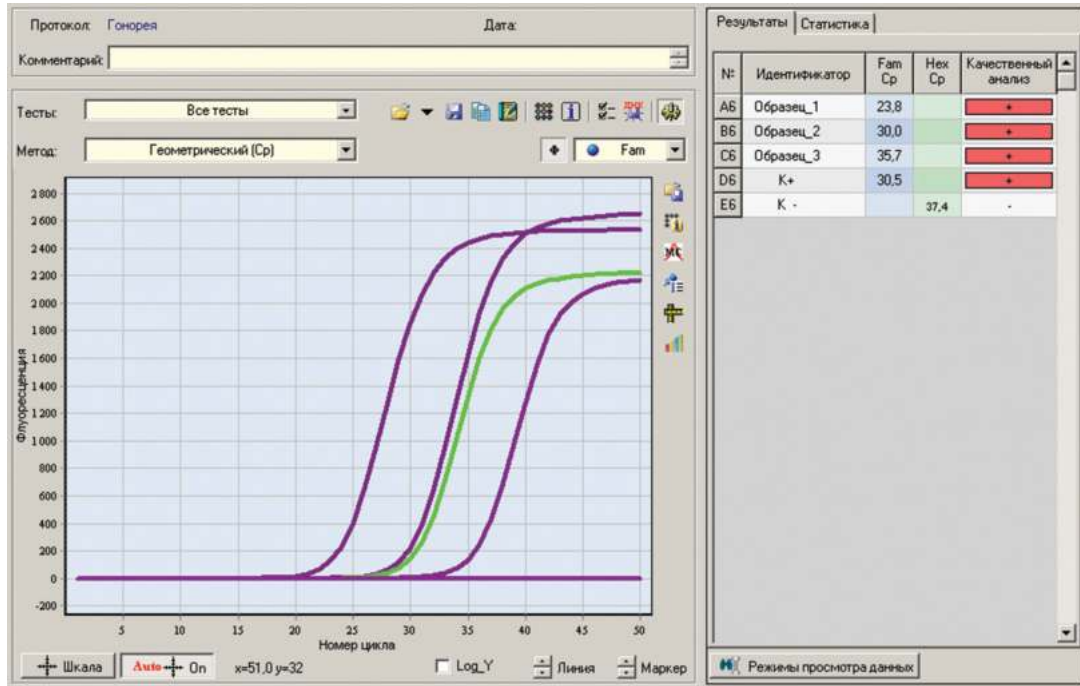 Протокол: Гонорея Дата:
Комментарий:
Тесты: Все тесты
Метод: Геометрический (Ср) Fam
2 800
2 600
2 400
2 200
2 000
1 800
1 600
1 400
1 200
1 000
800
600
400
200
0
-200
Флуоресценция
5 10 15 20 25 30 35 40 45 50
Номер цикла
Шкала Auto On x=51,0 y=32 Log_Y Линия Маркер
Результаты Статистика
№ Идентификатор Fam Cp Hex Cp Качественный анализ
A6 Образец_1 23,8 +
B6 Образец_2 30,0 +
C6 Образец_3 35,7 +
D6 К+ 30,5 +
E6 К - 37,4 -
Режимы просмотра данных